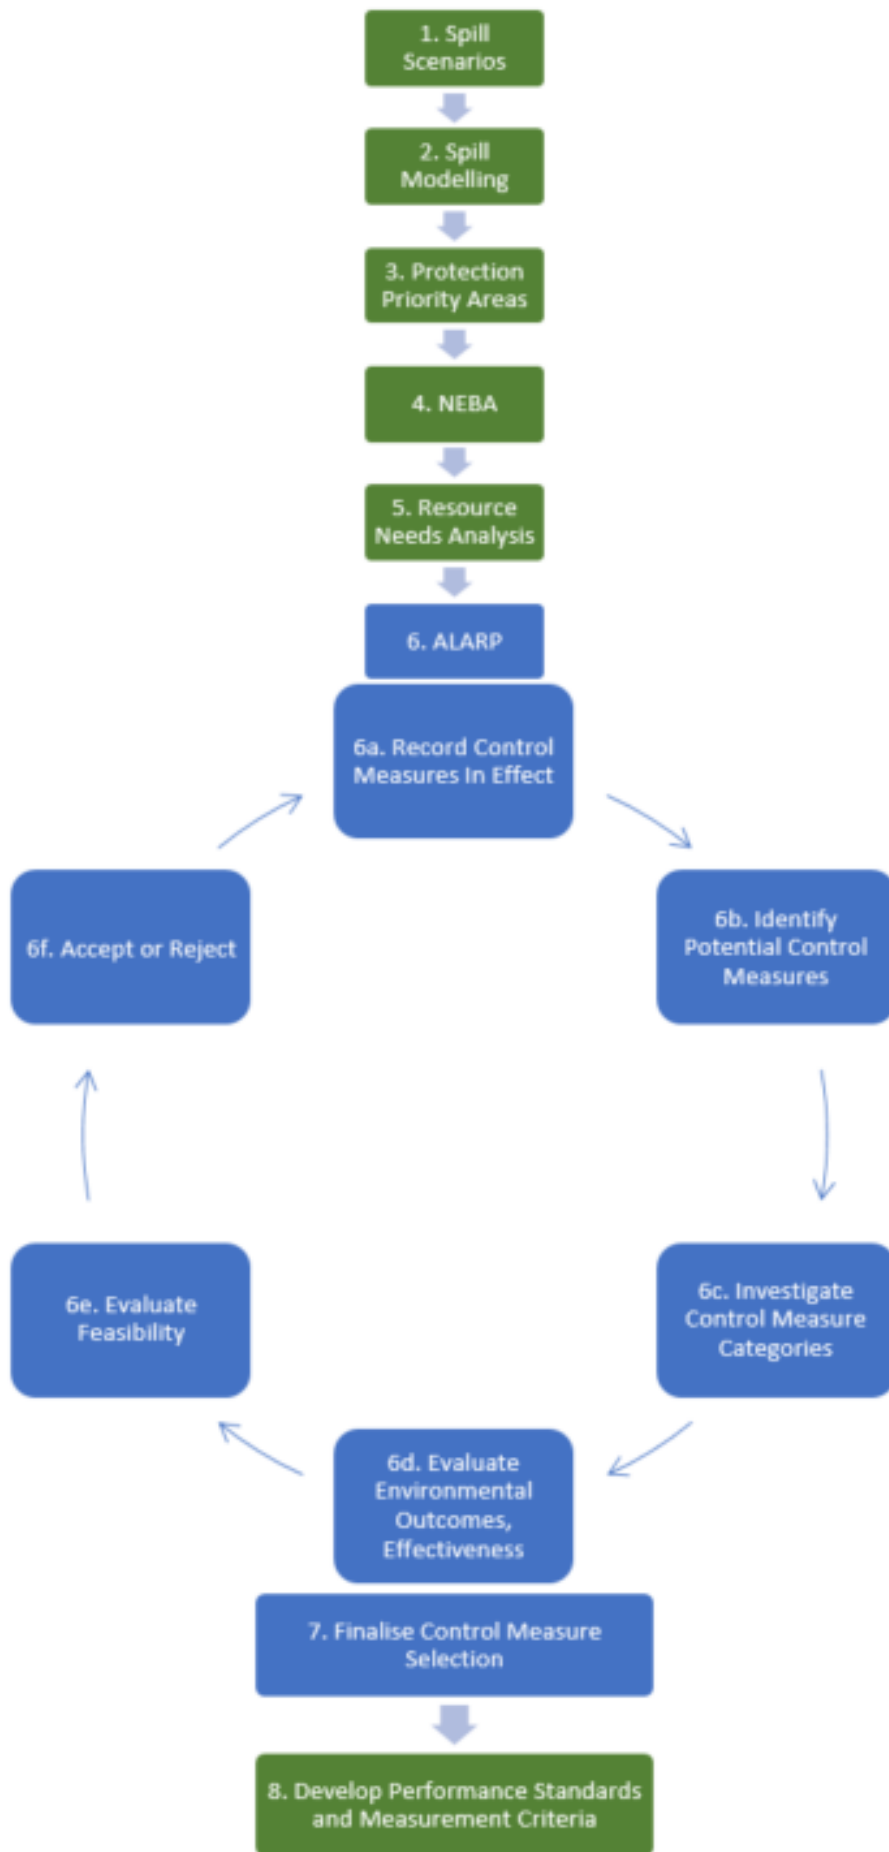 1. Spill
Scenarios
2. Spill
Modelling
3. Protection
Priority Areas
4. NEBA
5. Resource
Needs Analysis
6. ALARP
6a. Record Control
Measures In Effect
6b. Identify
Potential Control
Measures
6c. Investigate
Control Measure
Categories
6d. Evaluate
Environmental
Outcomes,
Effectiveness
6e. Evaluate
Feasibility
6f. Accept or Reject
7. Finalise Control Measure
Selection
8. Develop Performance Standards
and Measurement Criteria